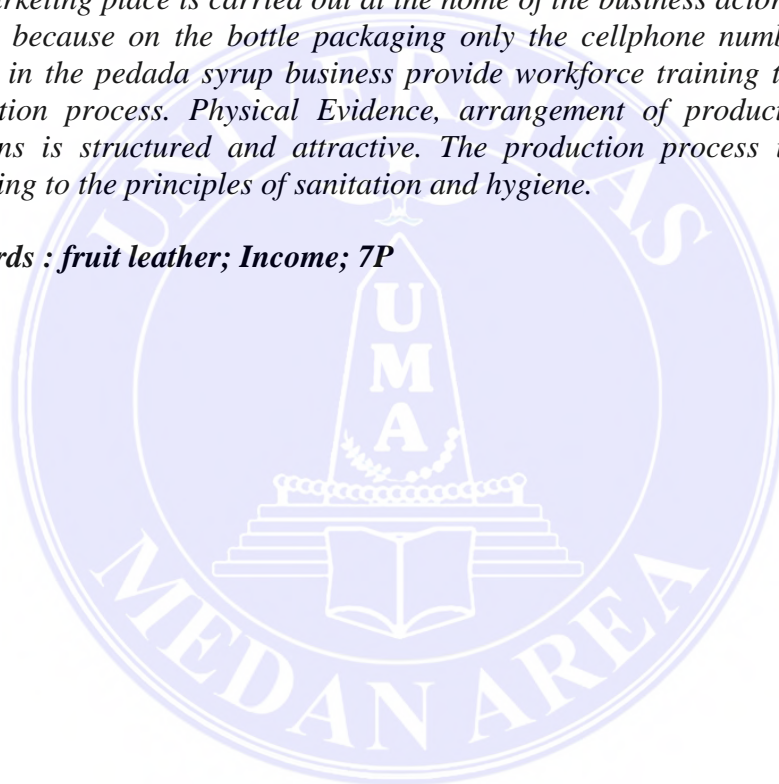 arketing place is carried out at the home of the business actor
because on the bottle packaging only the cellphone numb
in the pedada syrup business provide workforce training t
tion process. Physical Evidence, arrangement of product
ns is structured and attractive. The production process i
ing to the principles of sanitation and hygiene.
rds : fruit leather; Income; 7P
UNIVERSITAS
U
M
A
MEDAN AREA